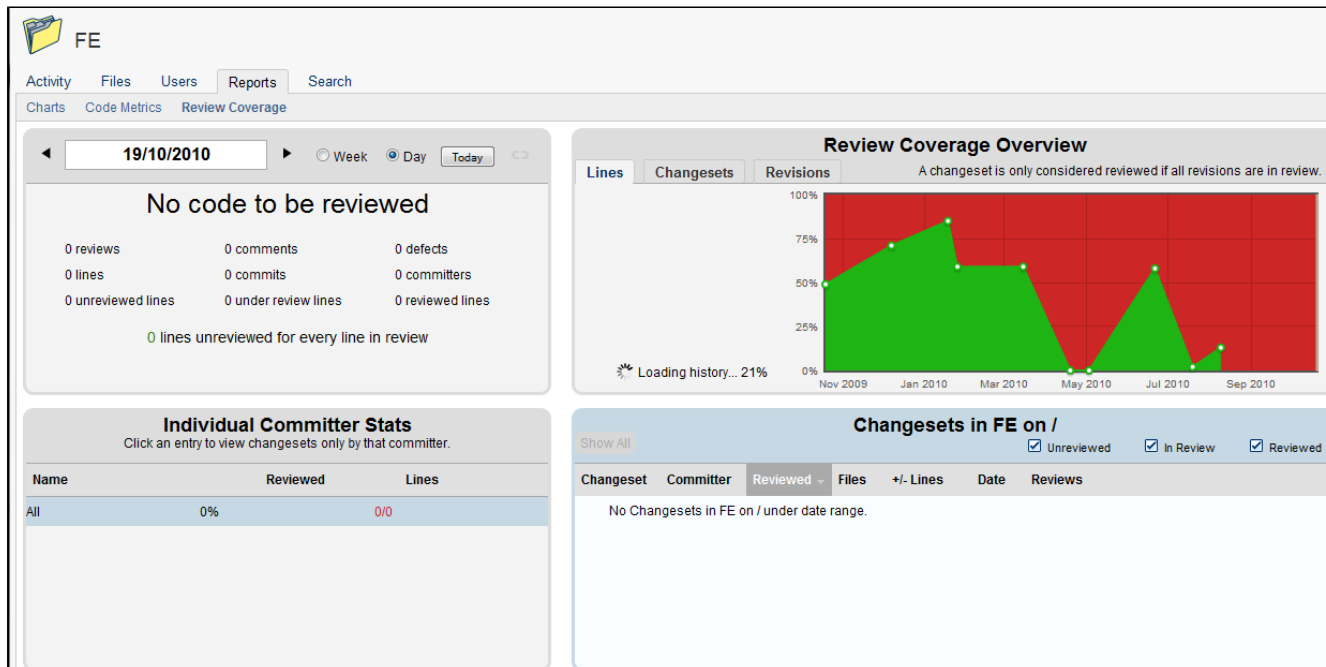 FE
Activity Files Users Reports Search
Charts Code Metrics Review Coverage
19/10/2010 Week Day Today
No code to be reviewed
0 reviews 0 comments 0 defects
0 lines 0 commits 0 committers
0 unreviewed lines 0 under review lines 0 reviewed lines
0 lines unreviewed for every line in review
Review Coverage Overview
Lines Changesets Revisions A changeset is only considered reviewed if all revisions are in review.
100%
75%
50%
25%
0%
Loading history... 21%
Nov 2009 Jan 2010 Mar 2010 May 2010 Jul 2010 Sep 2010
Individual Committer Stats
Click an entry to view changesets only by that committer.
Name Reviewed Lines
All 0% 0/0
Changesets in FE on /
Show All Unreviewed In Review Reviewed
Changeset Committer Reviewed Files +/- Lines Date Reviews
No Changesets in FE on / under date range.